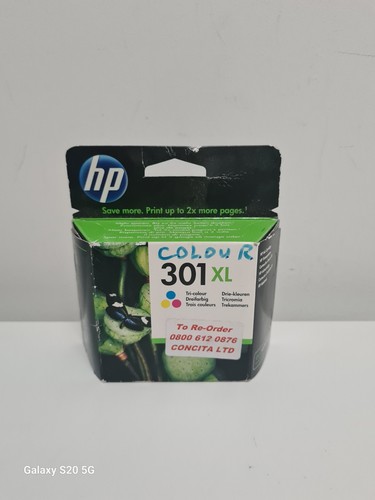 hp
Save more. Print up to 2x more pages.¹
COLOUR
301 XL
Tri-colour Drie-kleuren
Dreifarbig Tricromia
Trois couleurs Trekammers
To Re-Order
0800 612 0876
CONCITA LTD
Galaxy S20 5G